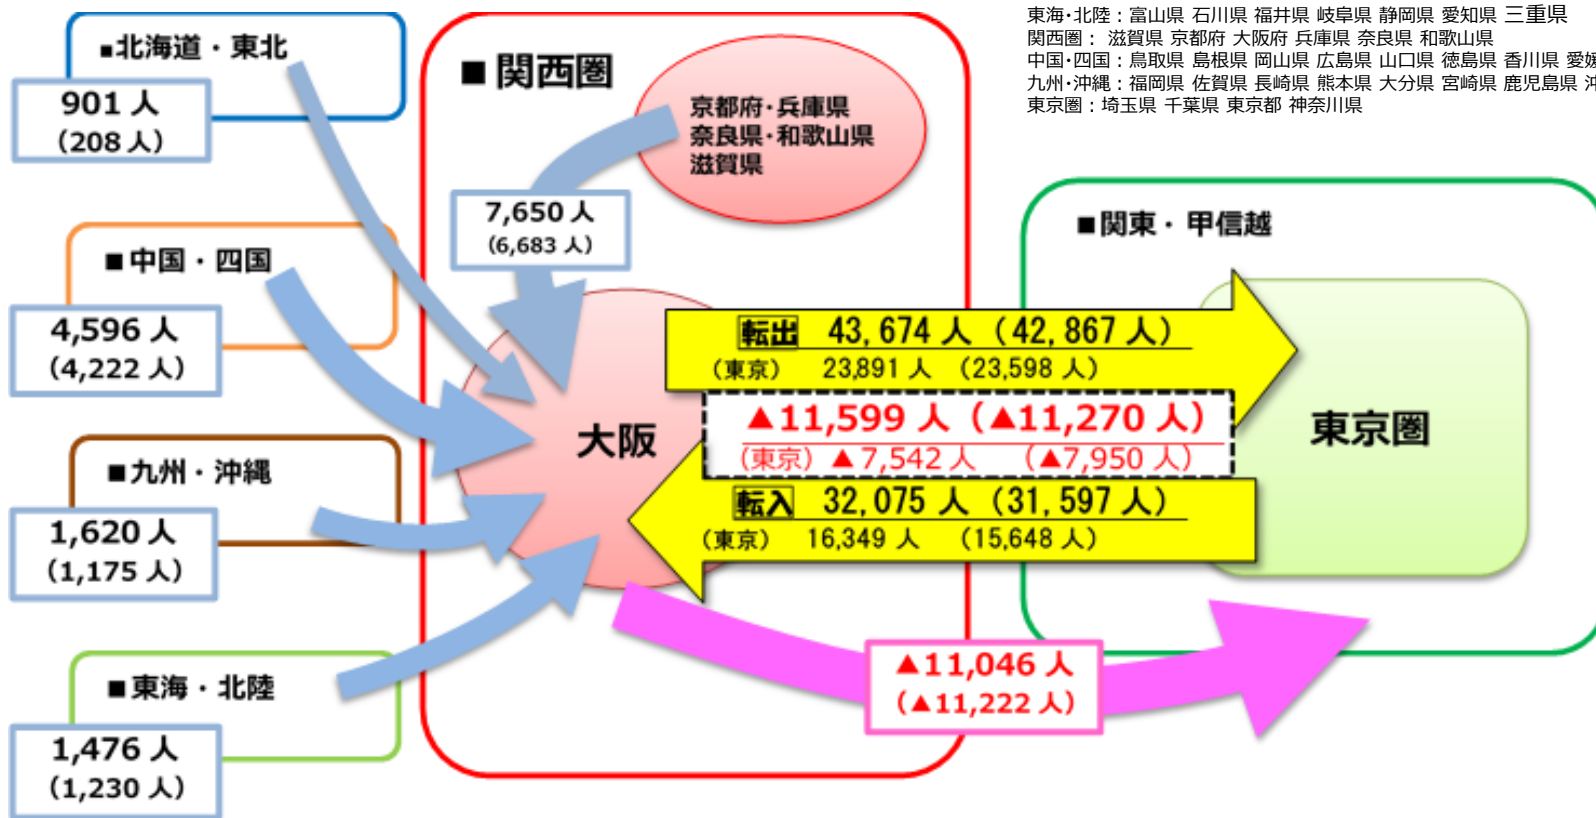 東海･北陸：富山県 石川県 福井県 岐阜県 静岡県 愛知県 三重県
関西圏： 滋賀県 京都府 大阪府 兵庫県 奈良県 和歌山県
中国･四国：鳥取県 島根県 岡山県 広島県 山口県 徳島県 香川県
九州･沖縄：福岡県 佐賀県 長崎県 熊本県 大分県 宮崎県 鹿児島県
東京圏：埼玉県 千葉県 東京都 神奈川県
■北海道・東北
901 人
(208 人)
■中国・四国
4,596 人
(4,222 人)
■九州・沖縄
1,620 人
(1,175 人)
■東海・北陸
1,476 人
(1,230 人)
■関西圏
京都府･兵庫県
奈良県･和歌山県
滋賀県
7,650 人
(6,683 人)
大阪
■関東・甲信越
東京圏
転出 43,674 人 (42,867 人)
(東京) 23,891 人 (23,598 人)
▲11,599 人 (▲11,270 人)
(東京) ▲7,542 人 (▲7,950 人)
転入 32,075 人 (31,597 人)
(東京) 16,349 人 (15,648 人)
▲11,046 人
(▲11,222 人)